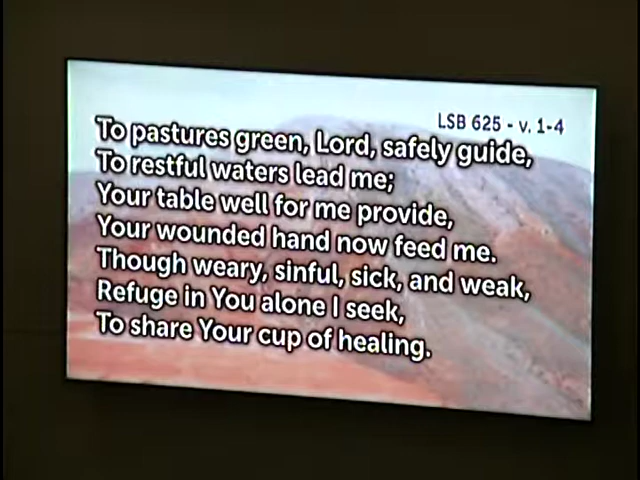 LSB 625 - v. 1-4
To pastures green, Lord, safely guide,
To restful waters lead me;
Your table well for me provide,
Your wounded hand now feed me.
Though weary, sinful, sick, and weak,
Refuge in You alone I seek,
To share Your cup of healing.